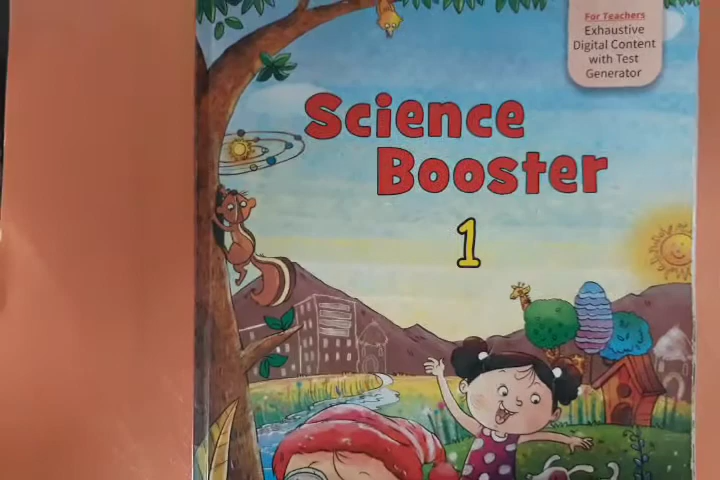 For Teachers
Exhaustive
Digital Content
with Test
Generator
Science
Booster
1